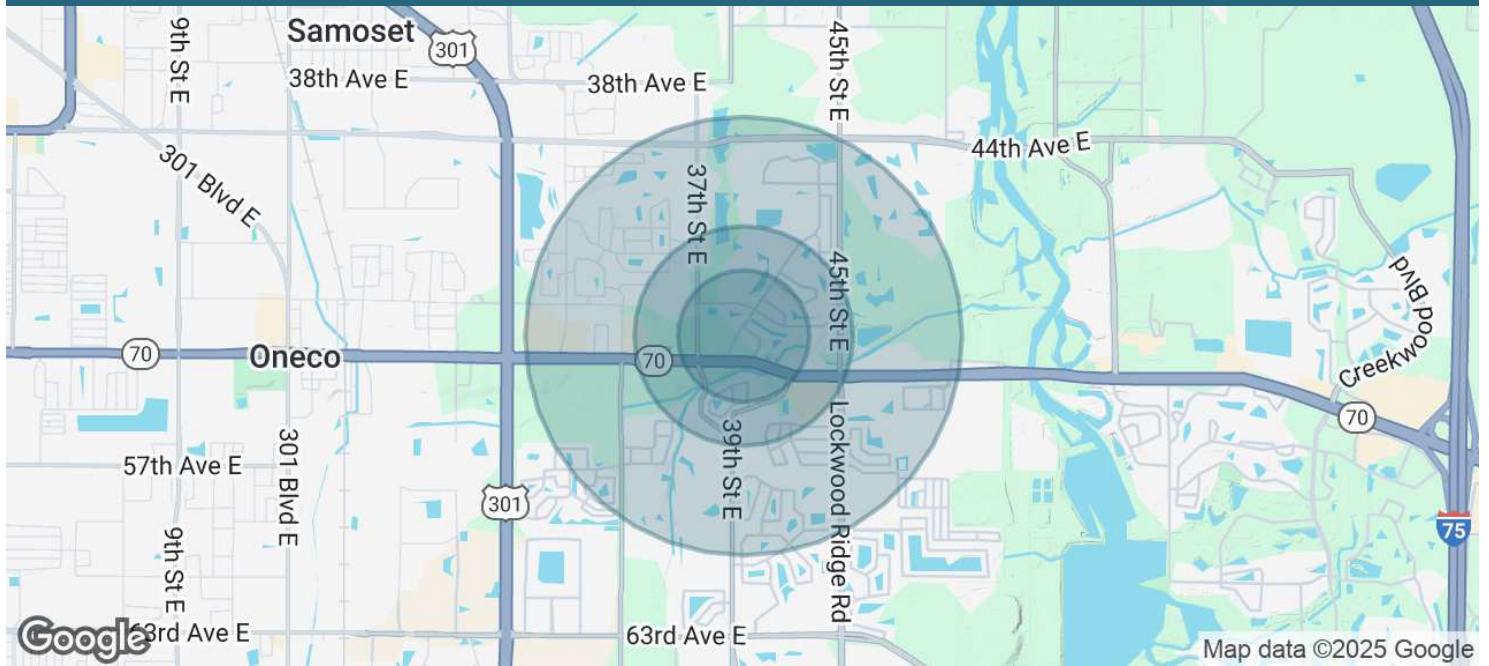 Samoset
301
9th St E
38th Ave E
38th Ave E
45th St E
301 Blvd E
44th Ave E
37th St E
45th St E
Creekwood Blvd
70
Oneco
70
70
57th Ave E
301 Blvd E
301
39th St E
Lockwood Ridge Rd
75
9th St E
63rd Ave E
63rd Ave E
Google
Map data ©2025 Google